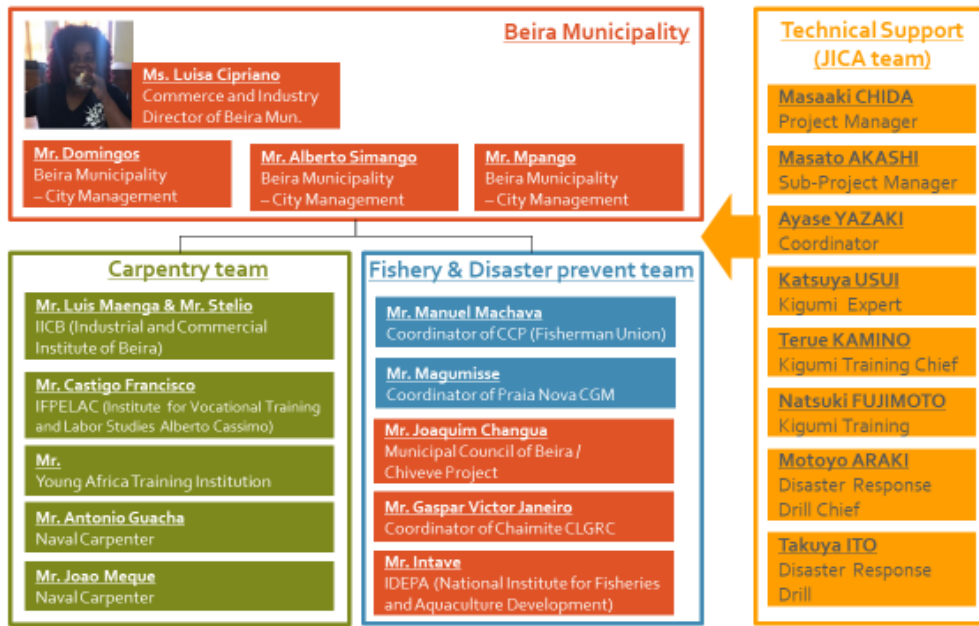 Beira Municipality
Ms. Luisa Cipriano
Commerce and Industry
Director of Beira Mun.
Mr. Domingos
Beira Municipality
– City Management
Mr. Alberto Simango
Beira Municipality
– City Management
Mr. Mpango
Beira Municipality
– City Management
Carpentry team
Mr. Luis Maenga & Mr. Stelio
IICB (Industrial and Commercial
Institute of Beira)
Mr. Castigo Francisco
IFPELAC (Institute for Vocational Training
and Labor Studies Alberto Cassimo)
Mr.
Young Africa Training Institution
Mr. Antonio Guacha
Naval Carpenter
Mr. Joao Meque
Naval Carpenter
Fishery & Disaster prevent team
Mr. Manuel Machava
Coordinator of CCP (Fisherman Union)
Mr. Magumisse
Coordinator of Praia Nova CGM
Mr. Joaquim Changua
Municipal Council of Beira /
Chiveve Project
Mr. Gaspar Victor Janeiro
Coordinator of Chaimite CLGRC
Mr. Intave
IDEPA (National Institute for Fisheries
and Aquaculture Development)
Technical Support
(JICA team)
Masaaki CHIDA
Project Manager
Masato AKASHI
Sub-Project Manager
Ayase YAZAKI
Coordinator
Katsuya USUI
Kigumi Expert
Terue KAMINO
Kigumi Training Chief
Natsuki FUJIMOTO
Kigumi Training
Motoyo ARAKI
Disaster Response
Drill Chief
Takuya ITO
Disaster Response
Drill